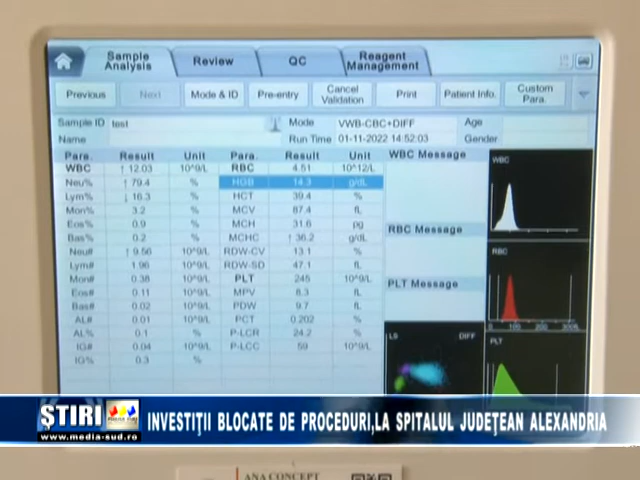 Sample Analysis
Review
QC
Reagent Management
Previous
Next
Mode & ID
Pre-entry
Cancel Validation
Print
Patient Info.
Custom Para.
Sample ID test
Mode VWB-CBC+DIFF
Age
Name
Run Time 01-11-2022 14:52:03
Gender
Para. Result Unit Para. Result Unit
WBC ↑ 12.03 10^9/L RBC 4.51 10^12/L
Neu% ↑ 79.4 % HGB 14.3 g/dL
Lym% ↓ 16.3 % HCT 39.4 %
Mon% 3.2 % MCV 87.4 fL
Eos% 0.9 % MCH 31.6 pg
Bas% 0.2 % MCHC ↑ 36.2 g/dL
Neu# ↑ 9.56 10^9/L RDW-CV 13.1 %
Lym# 1.96 10^9/L RDW-SD 47.1 fL
Mon# 0.38 10^9/L PLT 245 10^9/L
Eos# 0.11 10^9/L MPV 8.3 fL
Bas# 0.02 10^9/L PDW 9.7 fL
AL# 0.01 10^9/L PCT 0.202 %
AL% 0.1 % P-LCR 24.2 %
IG# 0.04 10^9/L P-LCC 59 10^9/L
IG% 0.3 %
WBC Message
RBC Message
PLT Message
WBC
RBC
0 100 200 300fL
PLT
LS DIFF
ŞTIRI
www.media-sud.ro
INVESTIŢII BLOCATE DE PROCEDURI,LA SPITALUL JUDEŢEAN ALEXANDRIA
ANA CONCEPT